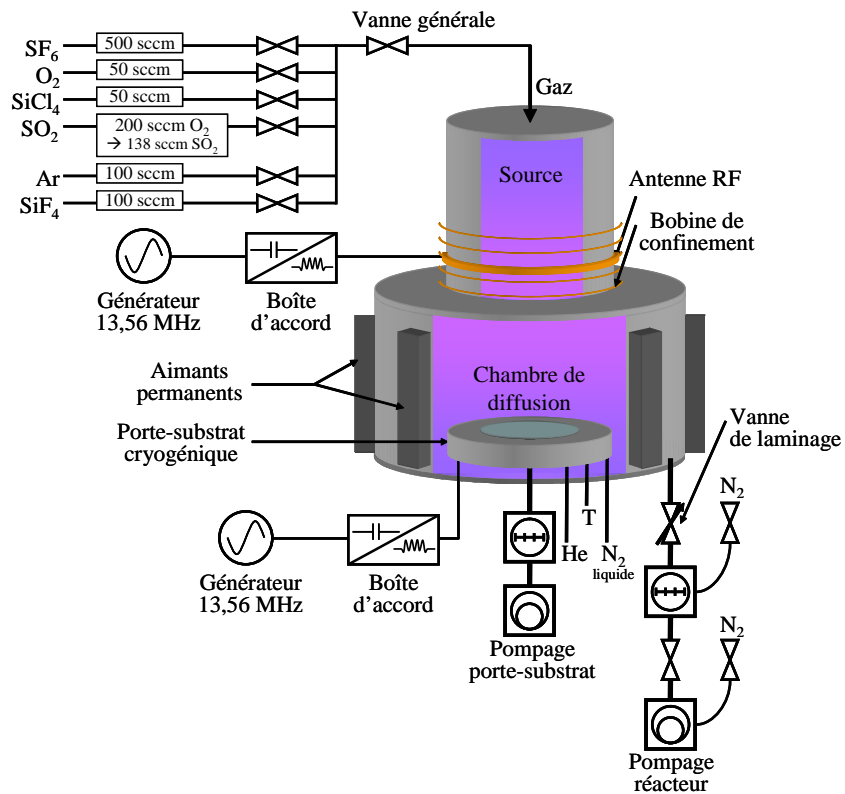 Vanne générale
SF6
500 sccm
O2
50 sccm
SiCl4
50 sccm
SO2
200 sccm O2
→ 138 sccm SO2
Ar
100 sccm
SiF4
100 sccm
Gaz
Source
Antenne RF
Bobine de
confinement
Générateur
13,56 MHz
Boîte
d'accord
Aimants
permanents
Chambre de
diffusion
Porte-substrat
cryogénique
Vanne
de laminage
N2
T
He
N2
liquide
Générateur
13,56 MHz
Boîte
d'accord
Pompage
porte-substrat
N2
Pompage
réacteur